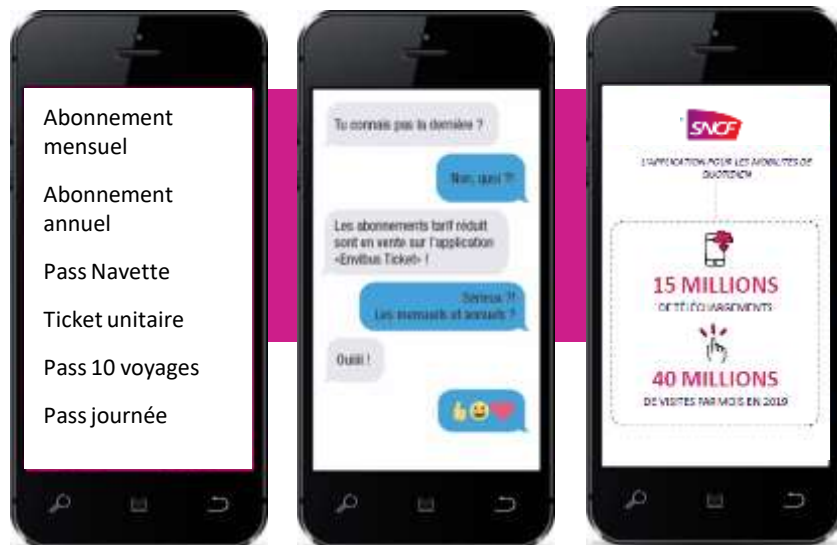 Abonnement
mensuel
Abonnement
annuel
Pass Navette
Ticket unitaire
Pass 10 voyages
Pass journée
Tu connais pas la dernière ?
Non, quoi ?!
Les abonnements tarif réduit
sont en vente sur l'application
«Envibus Ticket» !
Sérieux ?!
Les mensuels et annuels ?
Ouiii !
SNCF
L'APPLICATION POUR LES MOBILITES DE
QUOTIDIEN
15 MILLIONS
DE TÉLÉCHARGEMENTS
40 MILLIONS
DE VISITES PAR MOIS EN 2019